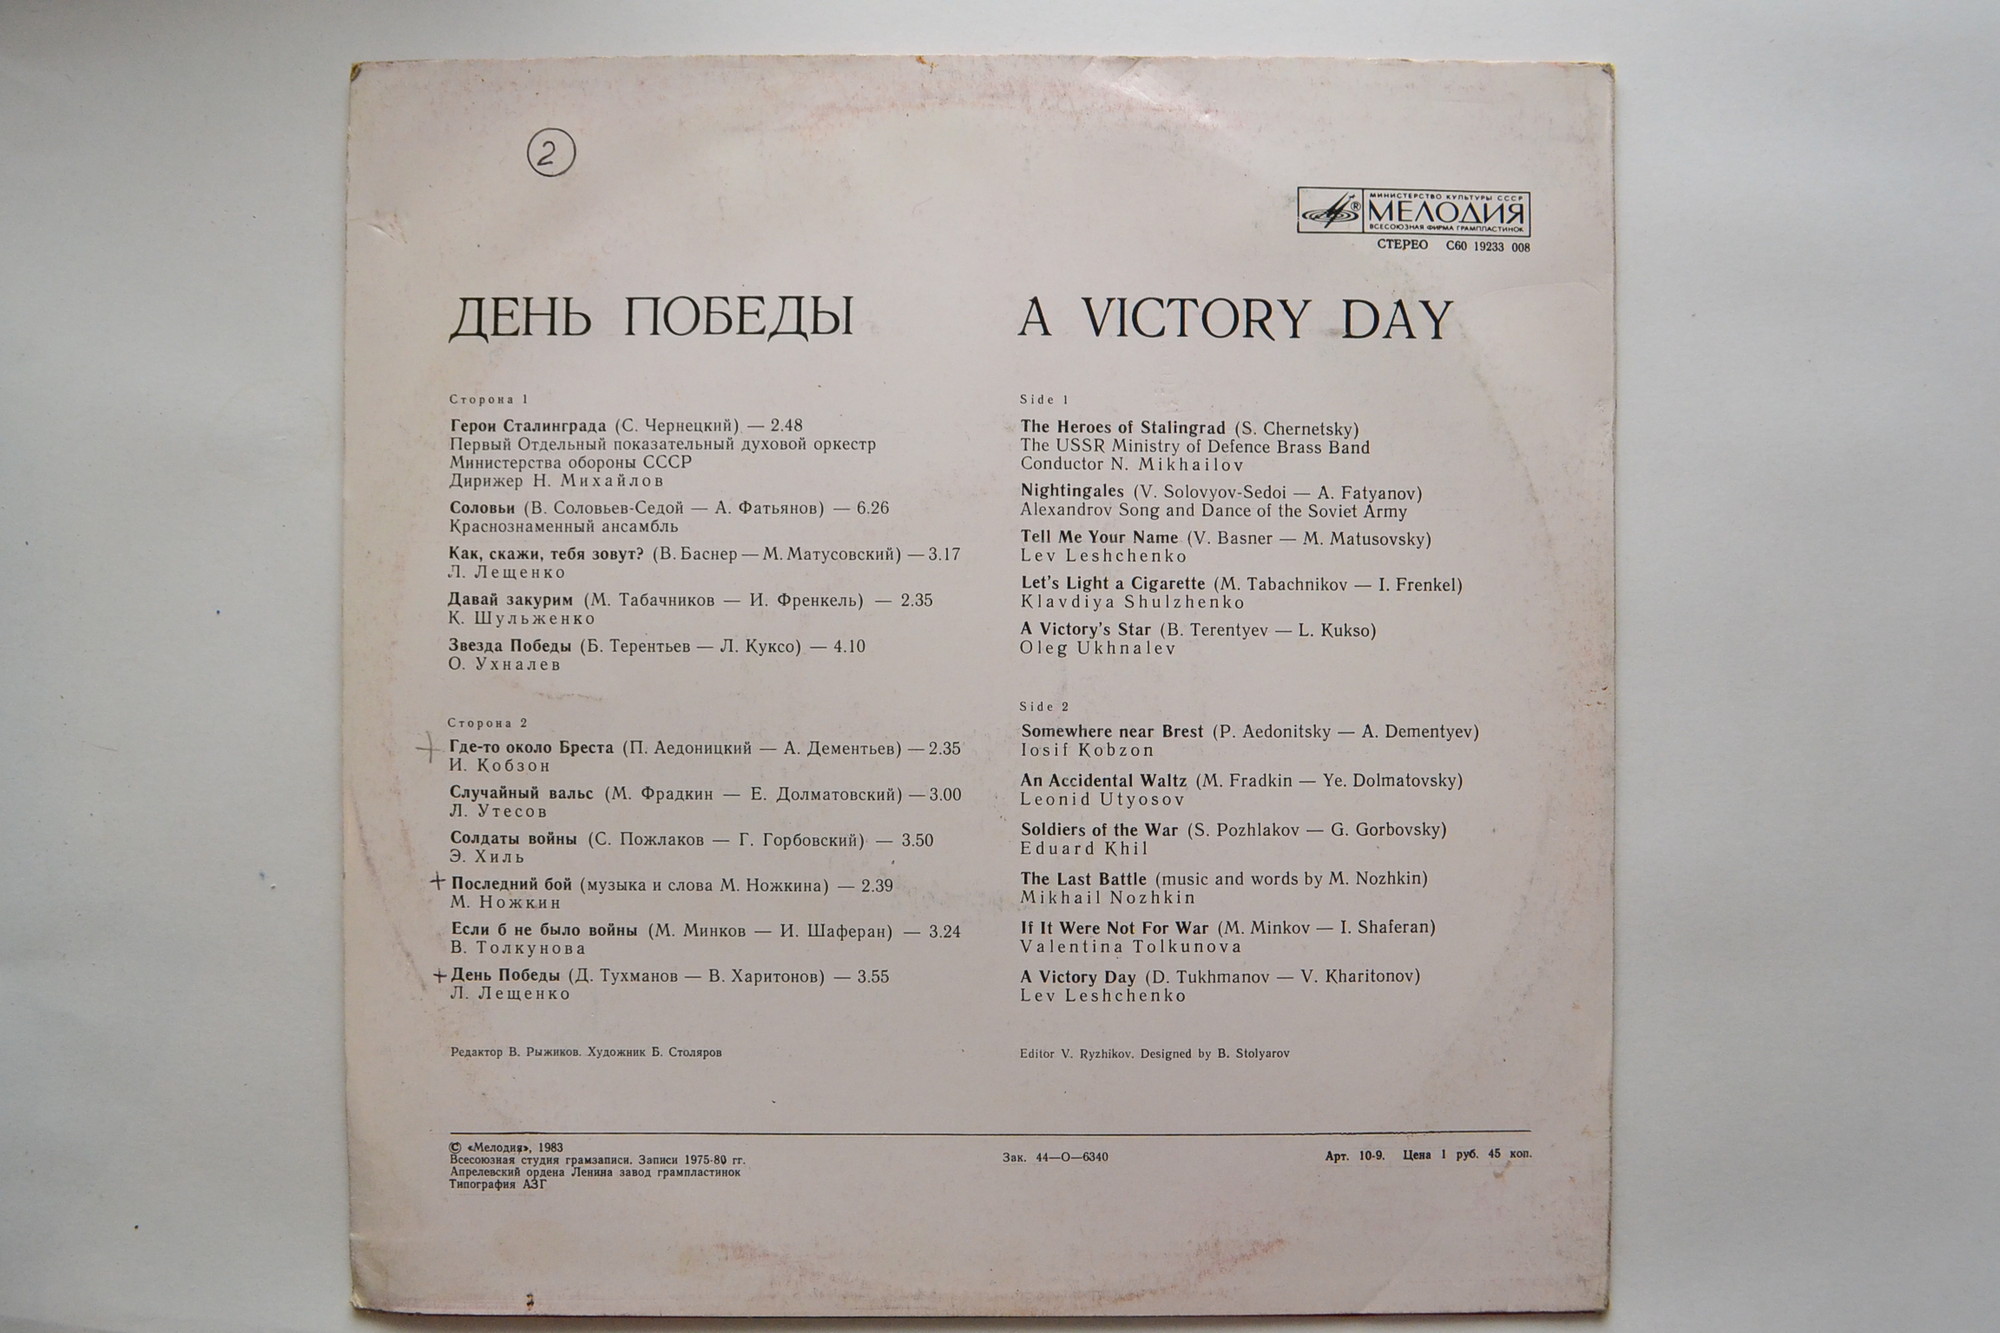 2
МИНИСТЕРСТВО КУЛЬТУРЫ СССР
МЕЛОДИЯ
ВСЕСОЮЗНАЯ ФИРМА ГРАМПЛАСТИНОК
СТЕРЕО С60 19233 008
ДЕНЬ ПОБЕДЫ
Сторона 1
Герои Сталинграда (С. Чернецкий) — 2.48
Первый Отдельный показательный духовой оркестр
Министерства обороны СССР
Дирижер Н. Михайлов
Соловьи (В. Соловьев-Седой — А. Фатьянов) — 6.26
Краснознаменный ансамбль
Как, скажи, тебя зовут? (В. Баснер — М. Матусовский) — 3.17
Л. Лещенко
Давай закурим (М. Табачников — И. Френкель) — 2.35
К. Шульженко
Звезда Победы (Б. Терентьев — Л. Куксо) — 4.10
О. Ухналев
Сторона 2
+ Где-то около Бреста (П. Аедоницкий — А. Дементьев) — 2.35
И. Кобзон
Случайный вальс (М. Фрадкин — Е. Долматовский) — 3.00
Л. Утесов
Солдаты войны (С. Пожлаков — Г. Горбовский) — 3.50
Э. Хиль
+ Последний бой (музыка и слова М. Ножкина) — 2.39
М. Ножкин
Если б не было войны (М. Минков — И. Шаферан) — 3.24
В. Толкунова
+ День Победы (Д. Тухманов — В. Харитонов) — 3.55
Л. Лещенко
Редактор В. Рыжиков. Художник Б. Столяров
A VICTORY DAY
Side 1
The Heroes of Stalingrad (S. Chernetsky)
The USSR Ministry of Defence Brass Band
Conductor N. Mikhailov
Nightingales (V. Solovyov-Sedoi — A. Fatyanov)
Alexandrov Song and Dance of the Soviet Army
Tell Me Your Name (V. Basner — M. Matusovsky)
Lev Leshchenko
Let's Light a Cigarette (M. Tabachnikov — I. Frenkel)
Klavdiya Shulzhenko
A Victory's Star (B. Terentyev — L. Kukso)
Oleg Ukhnalev
Side 2
Somewhere near Brest (P. Aedonitsky — A. Dementyev)
Iosif Kobzon
An Accidental Waltz (M. Fradkin — Ye. Dolmatovsky)
Leonid Utyosov
Soldiers of the War (S. Pozhlakov — G. Gorbovsky)
Eduard Khil
The Last Battle (music and words by M. Nozhkin)
Mikhail Nozhkin
If It Were Not For War (M. Minkov — I. Shaferan)
Valentina Tolkunova
A Victory Day (D. Tukhmanov — V. Kharitonov)
Lev Leshchenko
Editor V. Ryzhikov. Designed by B. Stolyarov
© «Мелодия», 1983
Всесоюзная студия грамзаписи. Записи 1975-80 гг.
Апрелевский ордена Ленина завод грампластинок
Типография АЗГ
Зак. 44—О—6340
Арт. 10-9. Цена 1 руб. 45 коп.